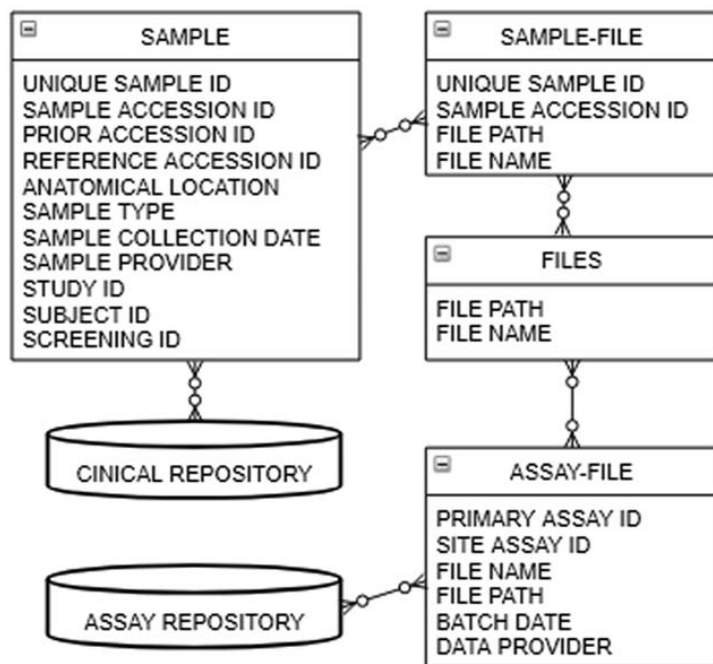 SAMPLE
UNIQUE SAMPLE ID
SAMPLE ACCESSION ID
PRIOR ACCESSION ID
REFERENCE ACCESSION ID
ANATOMICAL LOCATION
SAMPLE TYPE
SAMPLE COLLECTION DATE
SAMPLE PROVIDER
STUDY ID
SUBJECT ID
SCREENING ID
SAMPLE-FILE
UNIQUE SAMPLE ID
SAMPLE ACCESSION ID
FILE PATH
FILE NAME
FILES
FILE PATH
FILE NAME
CINICAL REPOSITORY
ASSAY REPOSITORY
ASSAY-FILE
PRIMARY ASSAY ID
SITE ASSAY ID
FILE NAME
FILE PATH
BATCH DATE
DATA PROVIDER